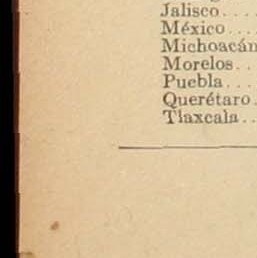 Jalisco....
México....
Michoacán
Morelos..
Puebla...
Querétaro.
Tlaxcala..